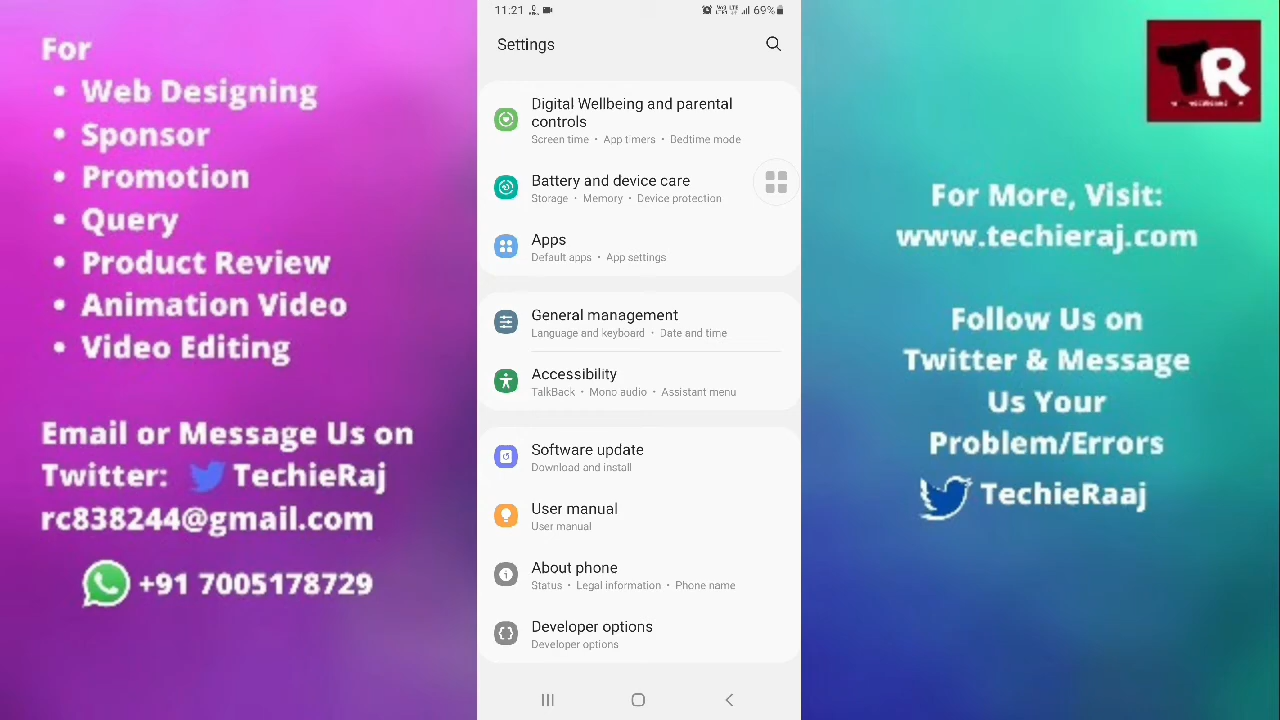 For
• Web Designing
• Sponsor
• Promotion
• Query
• Product Review
• Animation Video
• Video Editing
Email or Message Us on
Twitter: TechieRaj
rc838244@gmail.com
+91 7005178729
11:21
69%
Settings
Digital Wellbeing and parental
controls
Screen time • App timers • Bedtime mode
Battery and device care
Storage • Memory • Device protection
Apps
Default apps • App settings
General management
Language and keyboard • Date and time
Accessibility
TalkBack • Mono audio • Assistant menu
Software update
Download and install
User manual
User manual
About phone
Status • Legal information • Phone name
Developer options
Developer options
TR
For More, Visit:
www.techieraj.com
Follow Us on
Twitter & Message
Us Your
Problem/Errors
TechieRaaj